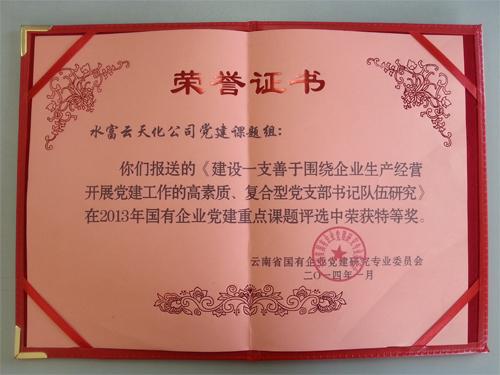 荣誉证书
水富云天化公司党建课题组：
你们报送的《建设一支善于围绕企业生产经营
开展党建工作的高素质、复合型党支部书记队伍研究》
在2013年国有企业党建重点课题评选中荣获特等奖。
云南省国有企业党建研究专业委员会
二〇一四年一月